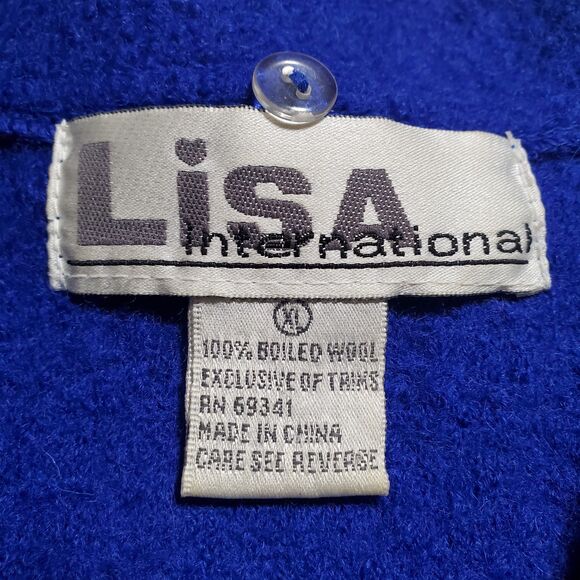 LiSA
international
XL
100% BOILED WOOL
EXCLUSIVE OF TRIMS
RN 69341
MADE IN CHINA
CARE SEE REVERSE